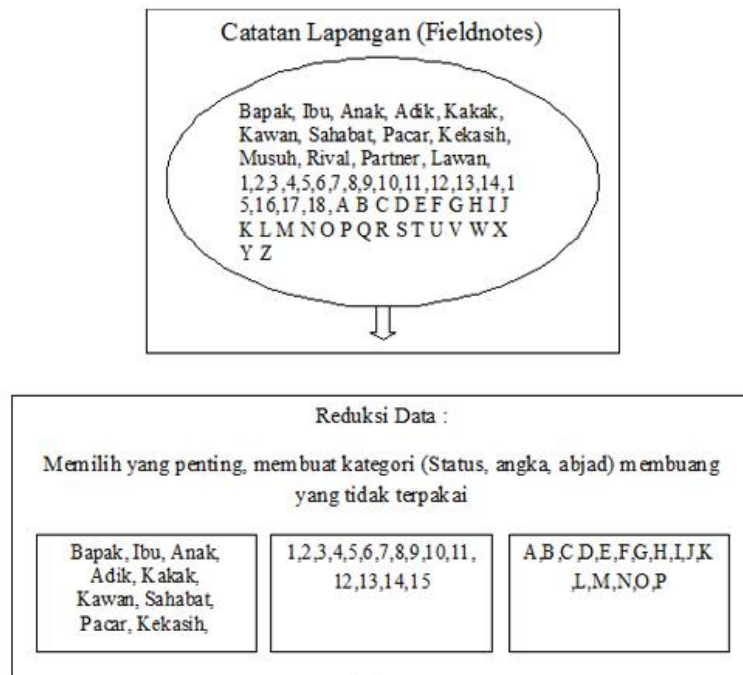 Catatan Lapangan (Fieldnotes)
Bapak, Ibu, Anak, Adik, Kakak,
Kawan, Sahabat, Pacar, Kekasih,
Musuh, Rival, Partner, Lawan,
1,2,3,4,5,6,7,8,9,10,11,12,13,14,1
5,16,17,18, A B C D E F G H I J
K L M N O P Q R S T U V W X
Y Z
Reduksi Data :
Memilih yang penting, membuat kategori (Status, angka, abjad) membuang
yang tidak terpakai
Bapak, Ibu, Anak,
Adik, Kakak,
Kawan, Sahabat,
Pacar, Kekasih,
1,2,3,4,5,6,7,8,9,10,11,
12,13,14,15
A,B,C,D,E,F,G,H,I,J,K
,L,M,N,O,P